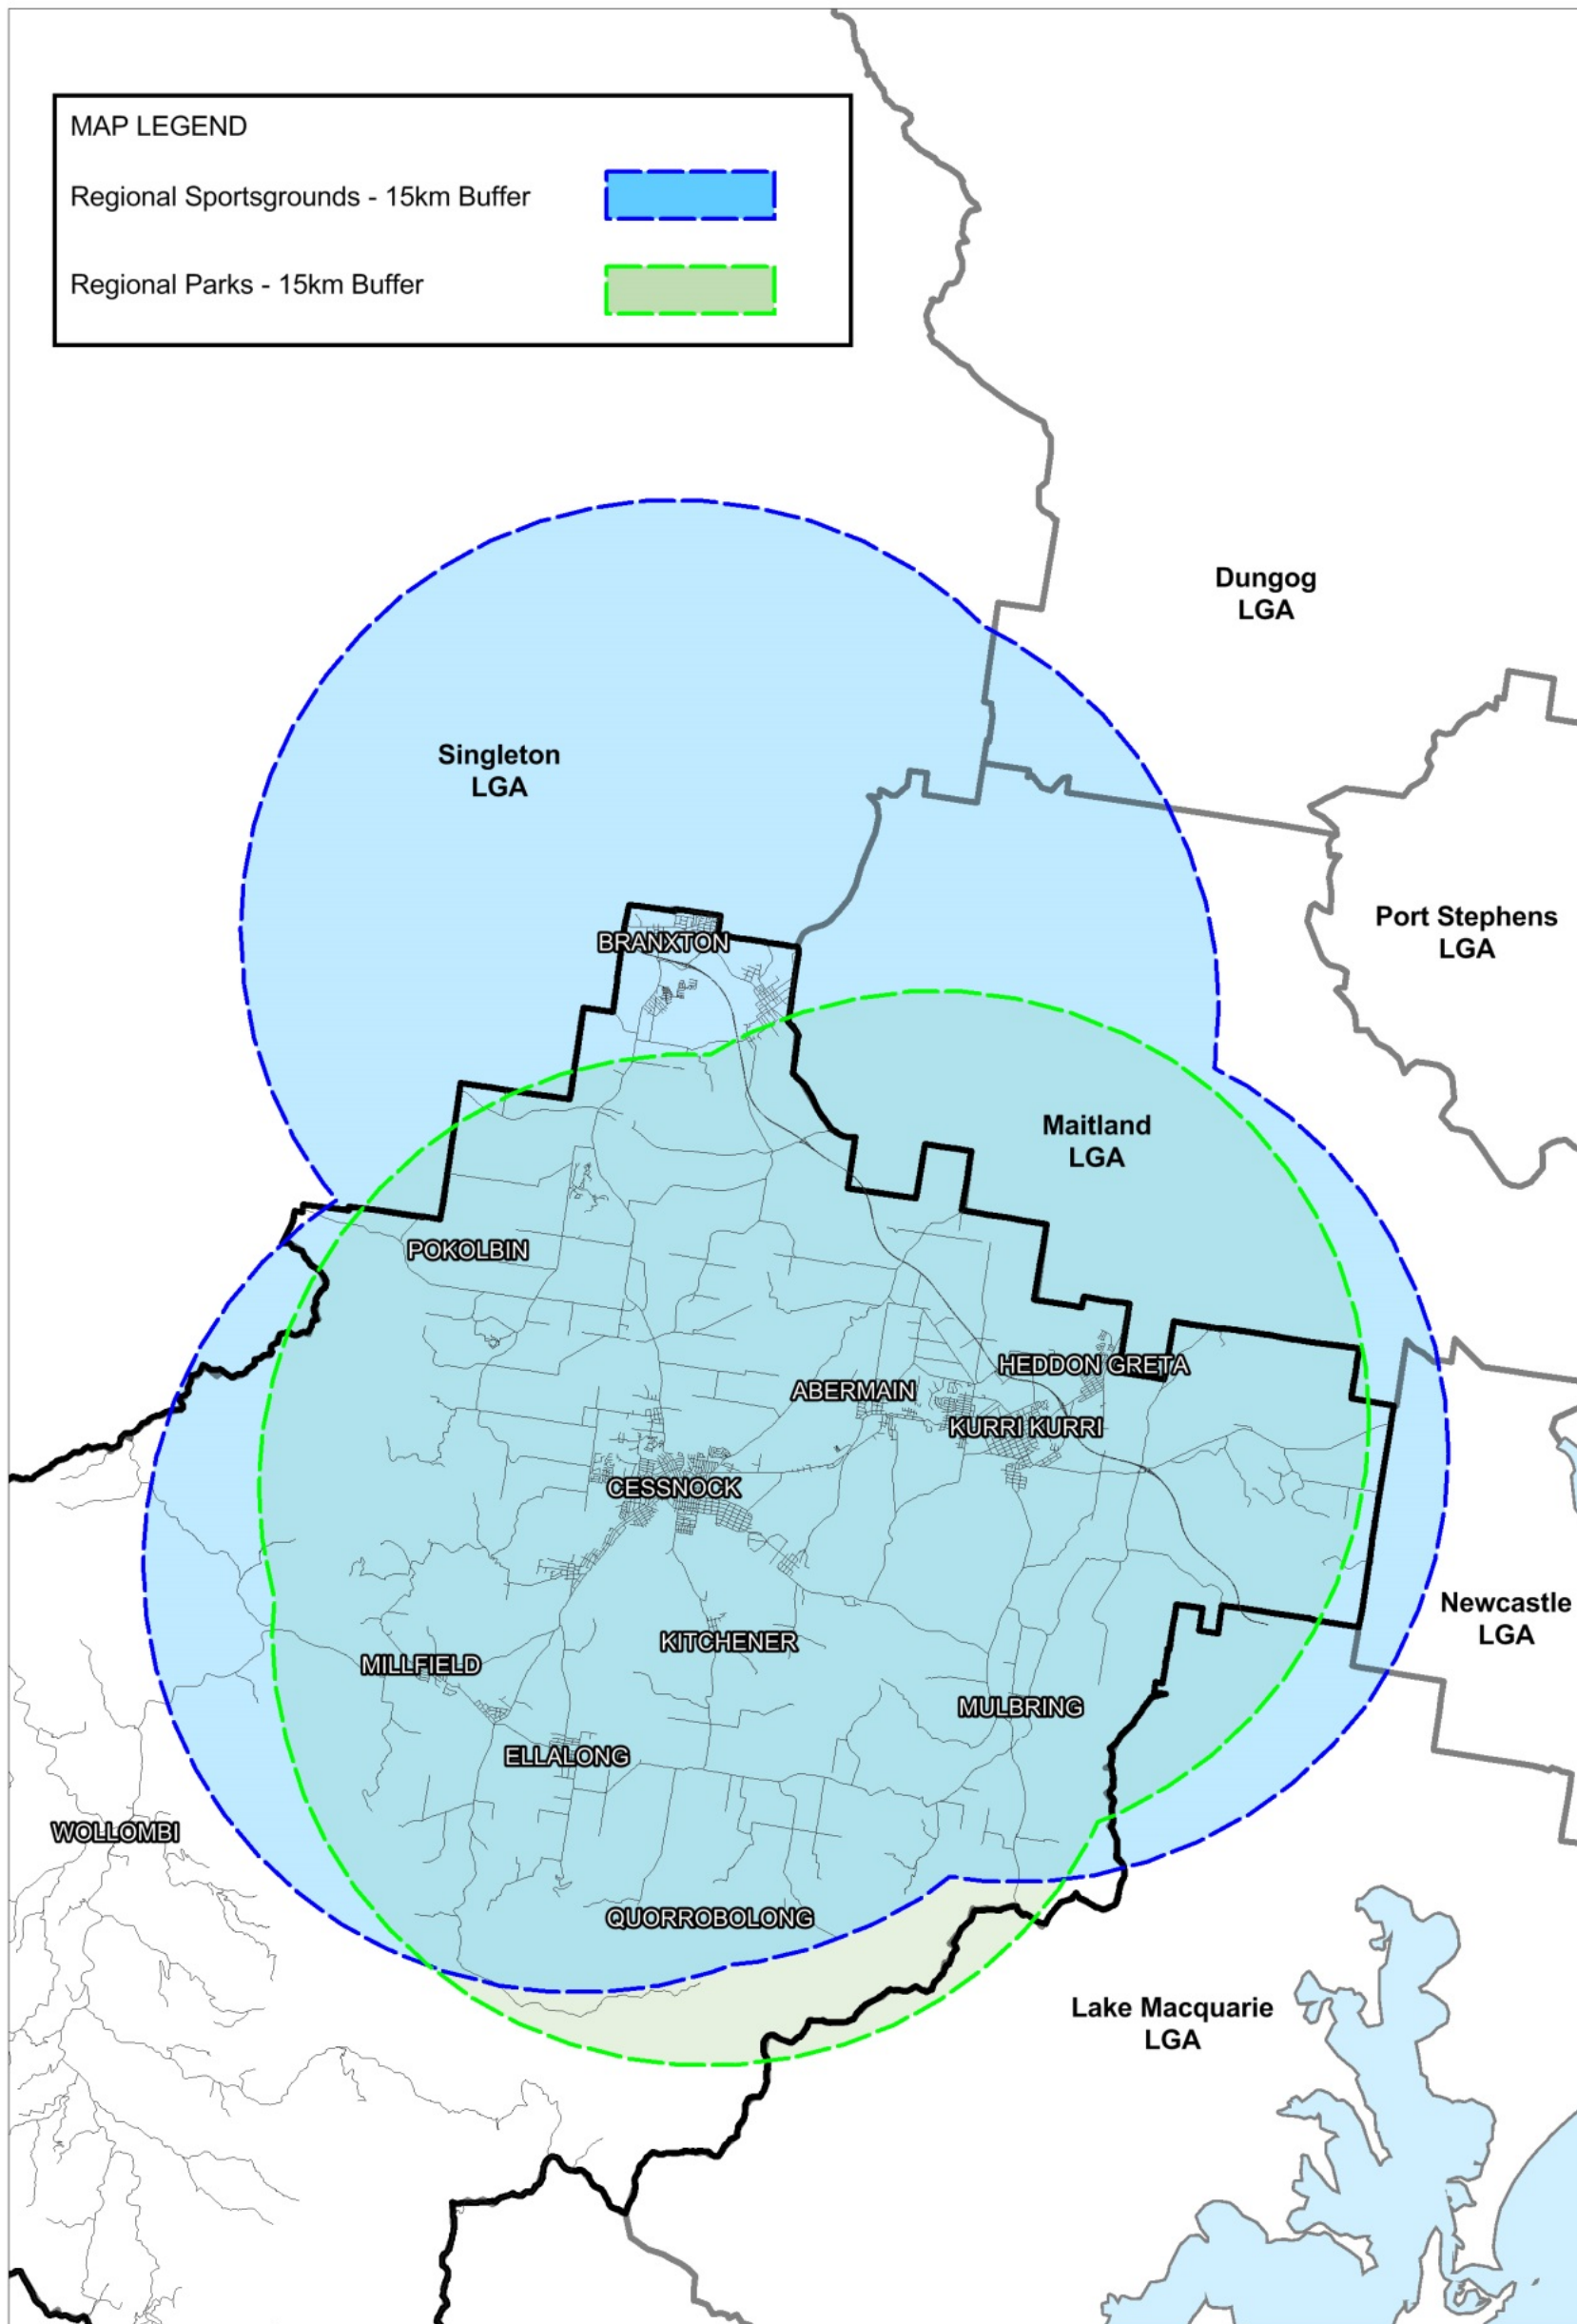 MAP LEGEND
Regional Sportsgrounds - 15km Buffer
Regional Parks - 15km Buffer
Dungog
LGA
Singleton
LGA
Port Stephens
LGA
BRANXTON
Maitland
LGA
POKOLBIN
HEDDON GRETA
ABERMAIN
KURRI KURRI
CESSNOCK
Newcastle
LGA
KITCHENER
MILLFIELD
MULBRING
ELLALONG
WOLLOMBI
QUORROBOLONG
Lake Macquarie
LGA